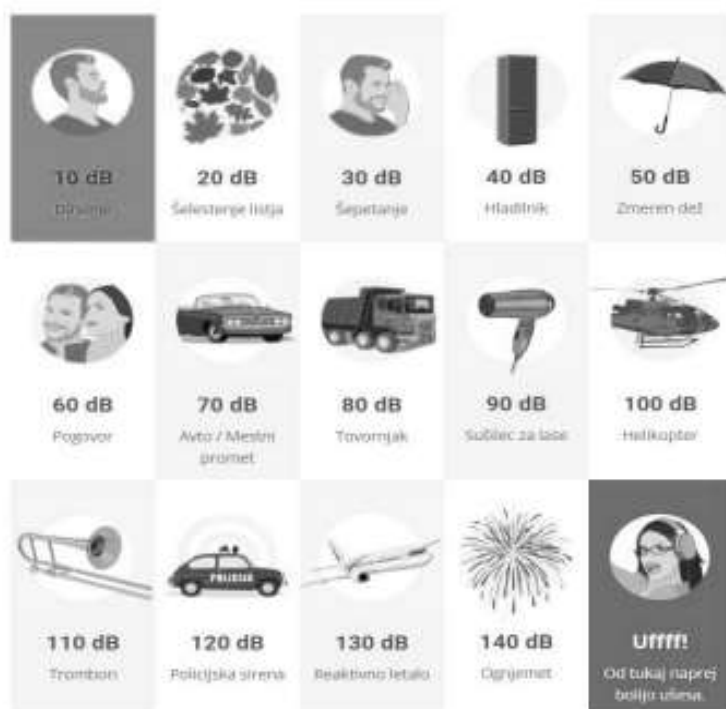 10 dB
Dihanje
20 dB
Šelestenje listja
30 dB
Šepetanje
40 dB
Hladilnik
50 dB
Zmeren dež
60 dB
Pogovor
70 dB
Avto / Mestni
promet
80 dB
Tovornjak
90 dB
Sušilec za lase
100 dB
Helikopter
110 dB
Trombon
120 dB
Policijska sirena
130 dB
Reaktivno letalo
140 dB
Ognjemet
Uffff!
Od tukaj naprej
bolijo ušesa.